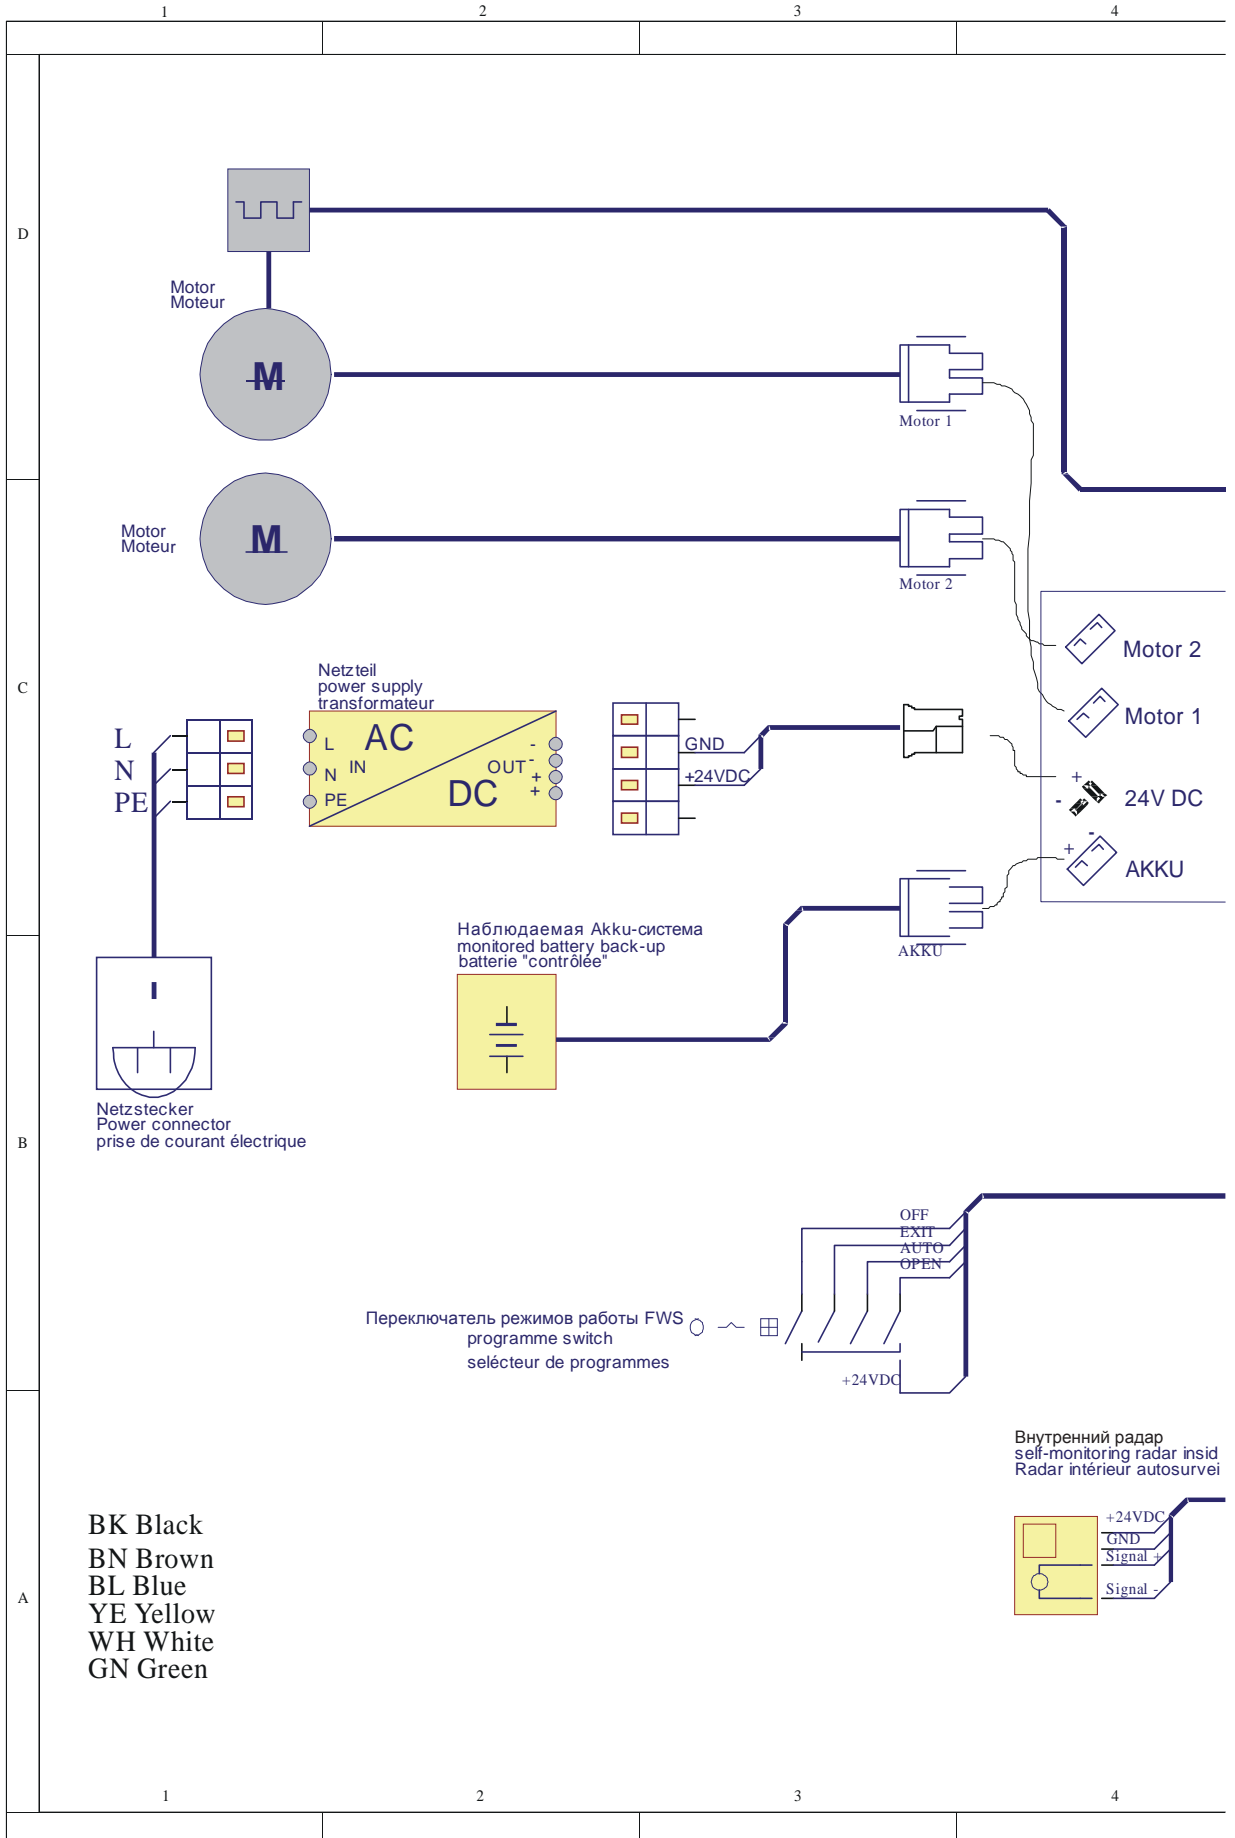 1
2
3
4
D
Motor
Moteur
M
Motor 1
Motor
Moteur
M
Motor 2
Motor 2
Motor 1
+
-
24V DC
-
+
AKKU
C
Netzteil
power supply
transformateur
L
N
PE
L
IN
N
PE
AC
DC
OUT
-
-
+
+
GND
+24VDC
Наблюдаемая Akku-система
monitored battery back-up
batterie "contrôlée"
AKKU
Netzstecker
Power connector
prise de courant électrique
B
OFF
EXIT
AUTO
OPEN
Переключатель режимов работы FWS
programme switch
selécteur de programmes
+24VDC
Внутренний радар
self-monitoring radar insid
Radar intérieur autosurvei
+24VDC
GND
Signal +
Signal -
A
BK Black
BN Brown
BL Blue
YE Yellow
WH White
GN Green
1
2
3
4